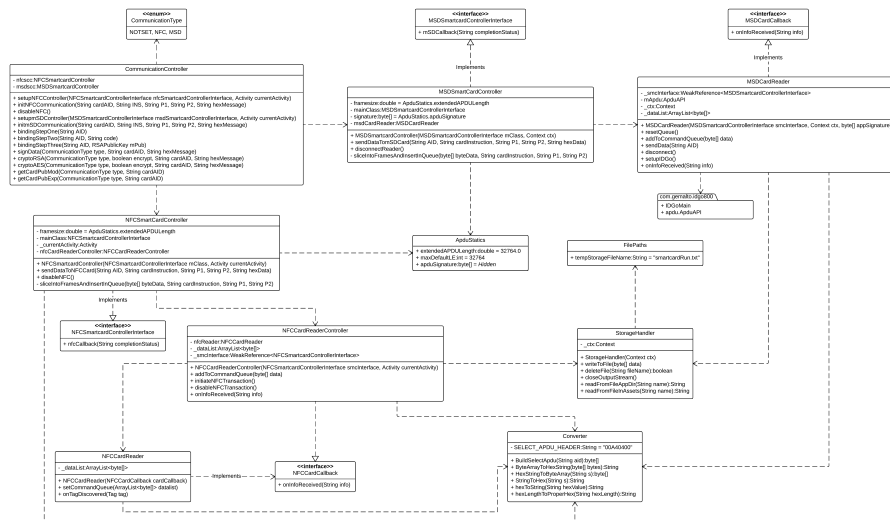 <<enum>>
CommunicationType
NOTSET, NFC, MSD
<<interface>>
MSDSmartcardControllerInterface
+ mSDCallback(String completionStatus)
<<interface>>
MSDCardCallback
+ onInfoReceived(String info)
Implements
Implements
CommunicationController
- nfcscc:NFCSmartcardController
- msdscc:MSDSmartcardController
+ setupNFCController(NFCSmartcardControllerInterface nfcSmartcardInterface, Activity currentActivity)
+ initNFCCommunication(String cardAID, String INS, String P1, String P2, String hexMessage)
+ disableNFC()
+ setupmSDController(MSDSmartcardControllerInterface msdSmartcardInterface, Activity currentActivity)
+ initmSDCommunication(String cardAID, String INS, String P1, String P2, String hexMessage)
+ bindingStepOne(String AID)
+ bindingStepTwo(String AID, String code)
+ bindingStepThree(String AID, RSAPublicKey mPub)
+ signData(CommunicationType type, String cardAID, String hexMessage)
+ cryptoRSA(CommunicationType type, boolean encrypt, String cardAID, String hexMessage)
+ cryptoAES(CommunicationType type, boolean encrypt, String cardAID, String hexMessage)
+ getCardPubMod(CommunicationType type, String cardAID)
+ getCardPubExp(CommunicationType type, String cardAID)
MSDSmartcardController
- framesize:double = ApduStatics.extendedAPDULength
- mainClass:MSDSmartcardControllerInterface
- signature:byte[] = ApduStatics.apduSignature
- msdCardReader:MSDCardReader
+ MSDSmartcardController(MSDSmartcardControllerInterface mClass, Context ctx)
+ sendDataTomSDCard(String AID, String cardInstruction, String P1, String P2, String hexData)
+ disconnectReader()
- sliceIntoFramesAndInsertInQueue(byte[] byteData, String cardInstruction, String P1, String P2)
MSDCardReader
- _smcInterface:WeakReference<MSDSmartcardControllerInterface>
- mApdu:ApduAPI
- _ctx:Context
- _dataList:ArrayList<byte[]>
+ MSDCardReader(MSDSmartcardControllerInterface smcInterface, Context ctx, byte[] appSignature
+ resetQueue()
+ addToCommandQueue(byte[] data)
+ sendData(String AID)
+ disconnect()
+ setupIDGo()
+ onInfoReceived(String info)
com.gemalto.idgo800
+ IDGoMain
+ apdu.ApduAPI
NFCSmartCardController
- framesize:double = ApduStatics.extendedAPDULength
- mainClass:NFCSmartcardControllerInterface
- _currentActivity:Activity
- nfcCardReaderController:NFCCardReaderController
+ NFCSmartcardController(NFCSmartcardControllerInterface mClass, Activity currentActivity)
+ sendDataToNFCCard(String AID, String cardInstruction, String P1, String P2, String hexData)
+ disableNFC()
- sliceIntoFramesAndInsertInQueue(byte[] byteData, String cardInstruction, String P1, String P2)
ApduStatics
+ extendedAPDULength:double = 32764.0
+ maxDefaultLE:int = 32764
+ apduSignature:byte[] = Hidden
FilePaths
+ tempStorageFileName:String = "smartcardRun.txt"
Implements
<<interface>>
NFCSmartcardControllerInterface
+ nfcCallback(String completionStatus)
NFCCardReaderController
- nfcReader:NFCCardReader
- _dataList:ArrayList<byte[]>
- _smcInterface:WeakReference<NFCSmartcardControllerInterface>
+ NFCCardReaderController(NFCSmartcardControllerInterface smcInterface, Activity currentActivity)
+ addToCommandQueue(byte[] data)
+ initiateNFCTransaction()
+ disableNFCTransaction()
+ onInfoReceived(String info)
StorageHandler
- _ctx:Context
+ StorageHandler(Context ctx)
+ writeToFile(byte[] data)
+ deleteFile(String fileName):boolean
+ closeOutputStream()
+ readFromFileAppDir(String name):String
+ readFromFileInAssets(String name):String
NFCCardReader
- _dataList:ArrayList<byte[]>
+ NFCCardReader(NFCCardCallback cardCallback)
+ setCommandQueue(ArrayList<byte[]> datalist)
+ onTagDiscovered(Tag tag)
Implements
<<interface>>
NFCCardCallback
+ onInfoReceived(String info)
Converter
- SELECT_APDU_HEADER:String = "00A40400"
+ BuildSelectApdu(String aid):byte[]
+ ByteArrayToHexString(byte[] bytes):String
+ HexStringToByteArray(String s):byte[]
+ StringToHex(String s):String
+ hexToString(String hexValue):String
+ hexLengthToProperHex(String hexLength):String